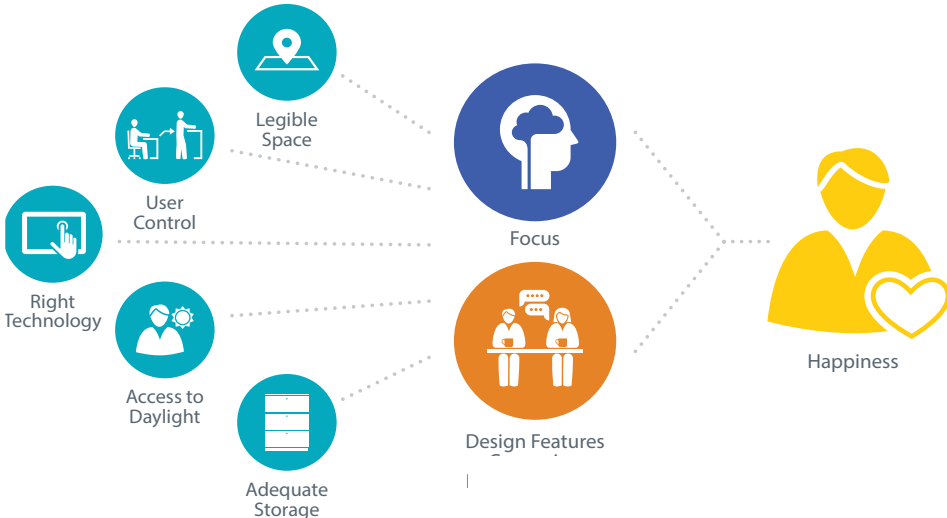 Legible
Space
User
Control
Right
Technology
Access to
Daylight
Adequate
Storage
Focus
Design Features
Happiness